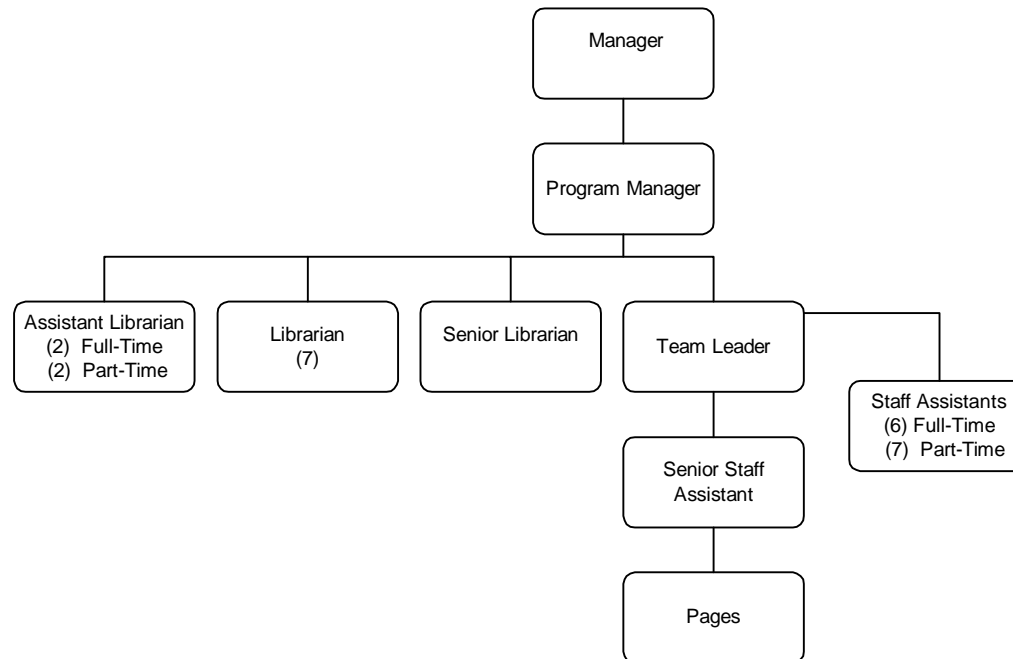 Manager
Program Manager
Assistant Librarian
(2) Full-Time
(2) Part-Time
Librarian
(7)
Senior Librarian
Team Leader
Staff Assistants
(6) Full-Time
(7) Part-Time
Senior Staff
Assistant
Pages